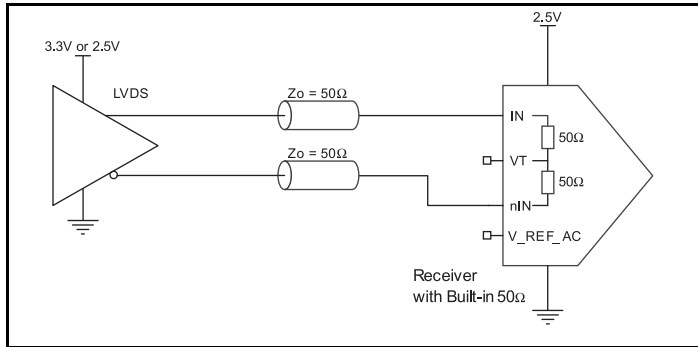 2.5V
3.3V or 2.5V
LVDS
Zo = 50Ω
IN
50Ω
VT
Zo = 50Ω
50Ω
nIN
V_REF_AC
Receiver
with Built-in 50Ω